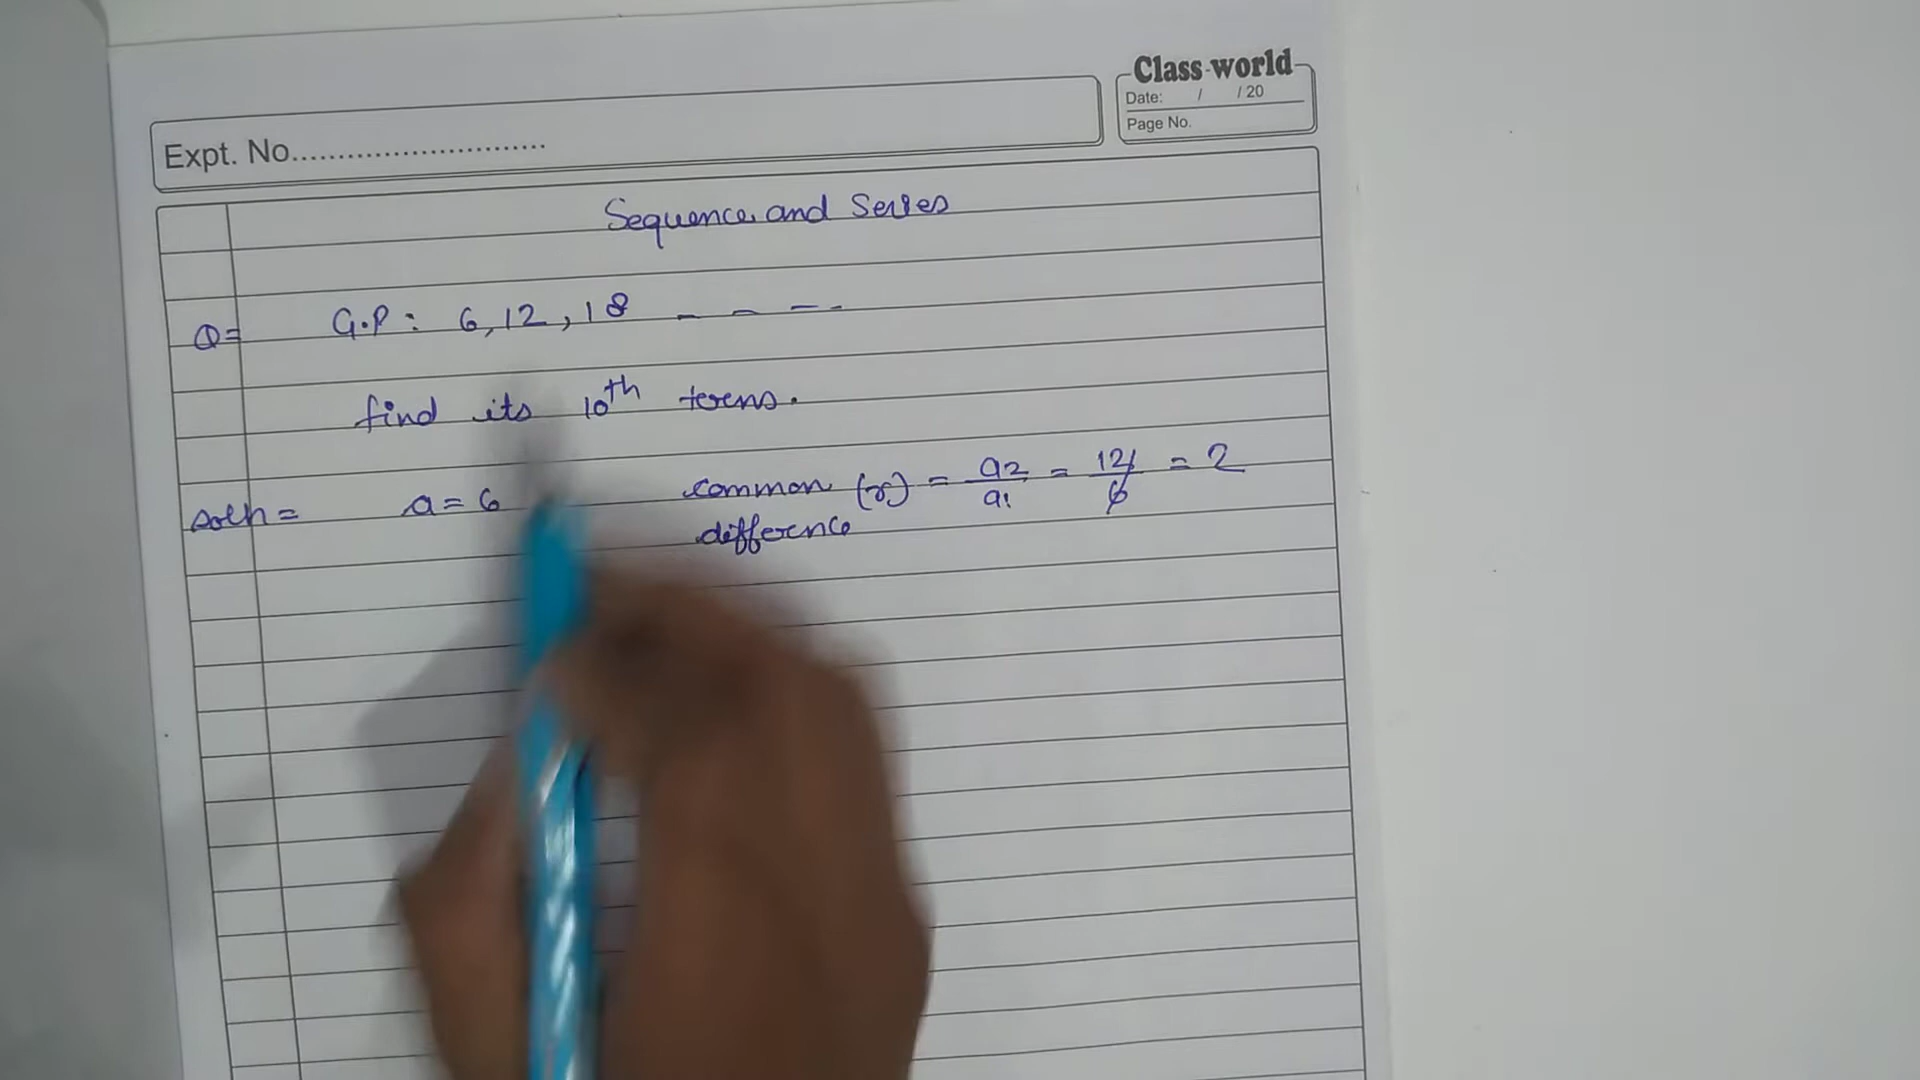 Class world
Date: / / 20
Page No.
Expt. No...........................
Sequence and Series
Q= G.P : 6, 12, 18 - - - -
find its 10th terms.
soln = a = 6 common (r) = a2/a1 = 12/6 = 2
difference